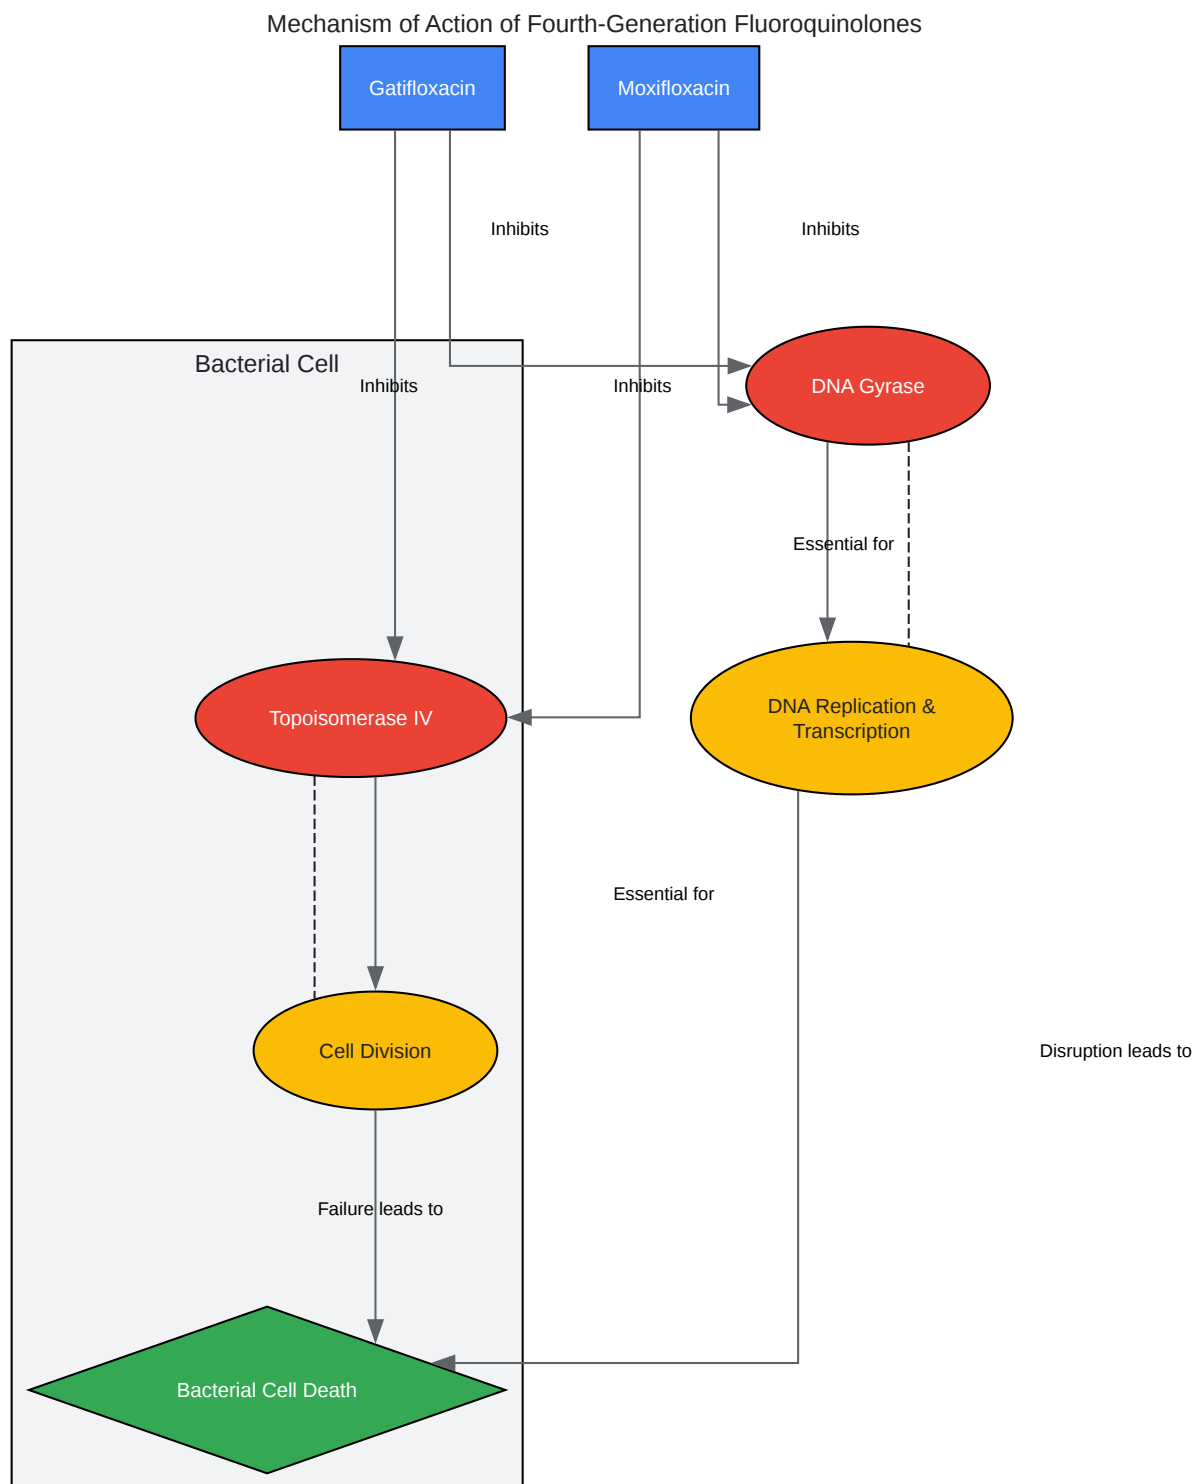 Mechanism of Action of Fourth-Generation Fluoroquinolones
Gatifloxacin
Moxifloxacin
Inhibits
Inhibits
Bacterial Cell
Inhibits
Inhibits
DNA Gyrase
Essential for
Topoisomerase IV
DNA Replication &
Transcription
Essential for
Cell Division
Disruption leads to
Failure leads to
Bacterial Cell Death